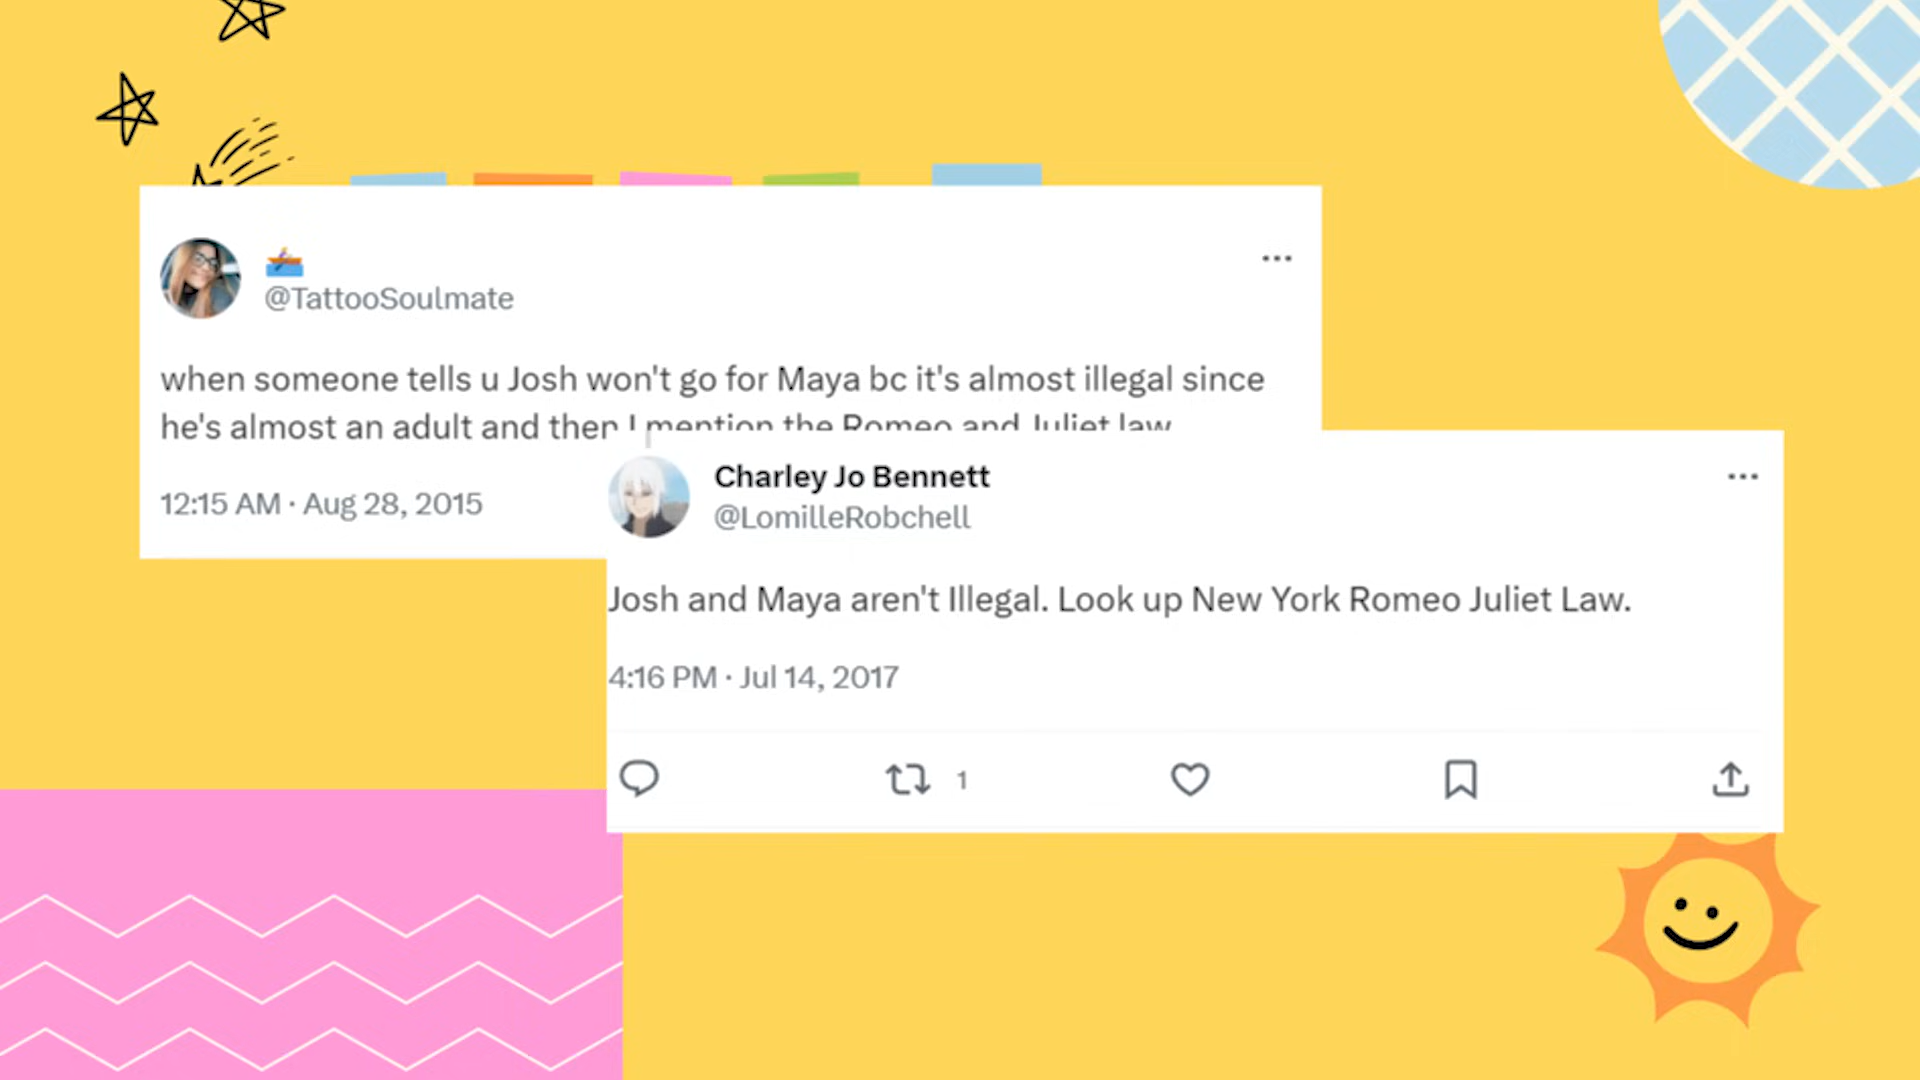 @TattooSoulmate
when someone tells u Josh won't go for Maya bc it's almost illegal since
he's almost an adult and then I mention the Romeo and Juliet law
12:15 AM · Aug 28, 2015
Charley Jo Bennett
@LomilleRobchell
Josh and Maya aren't Illegal. Look up New York Romeo Juliet Law.
4:16 PM · Jul 14, 2017
1